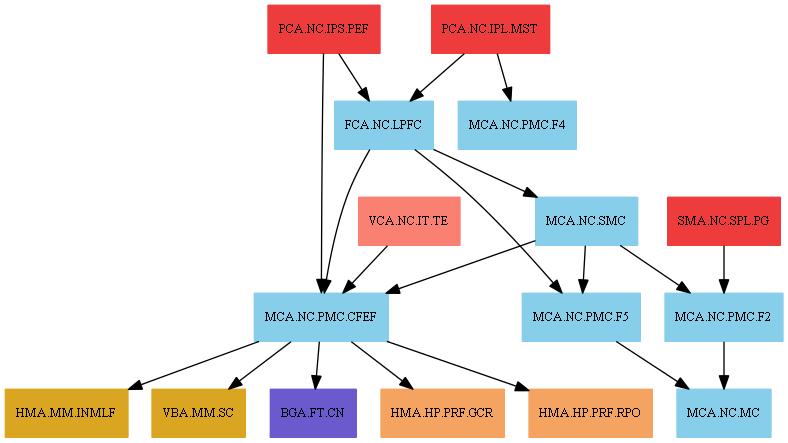 PCA.NC.IPS.PEF
PCA.NC.IPL.MST
FCA.NC.LPFC
MCA.NC.PMC.F4
VCA.NC.IT.TE
MCA.NC.SMC
SMA.NC.SPL.PG
MCA.NC.PMC.CFEF
MCA.NC.PMC.F5
MCA.NC.PMC.F2
HMA.MM.INMLF
VBA.MM.SC
BGA.FT.CN
HMA.HP.PRF.GCR
HMA.HP.PRF.RPO
MCA.NC.MC